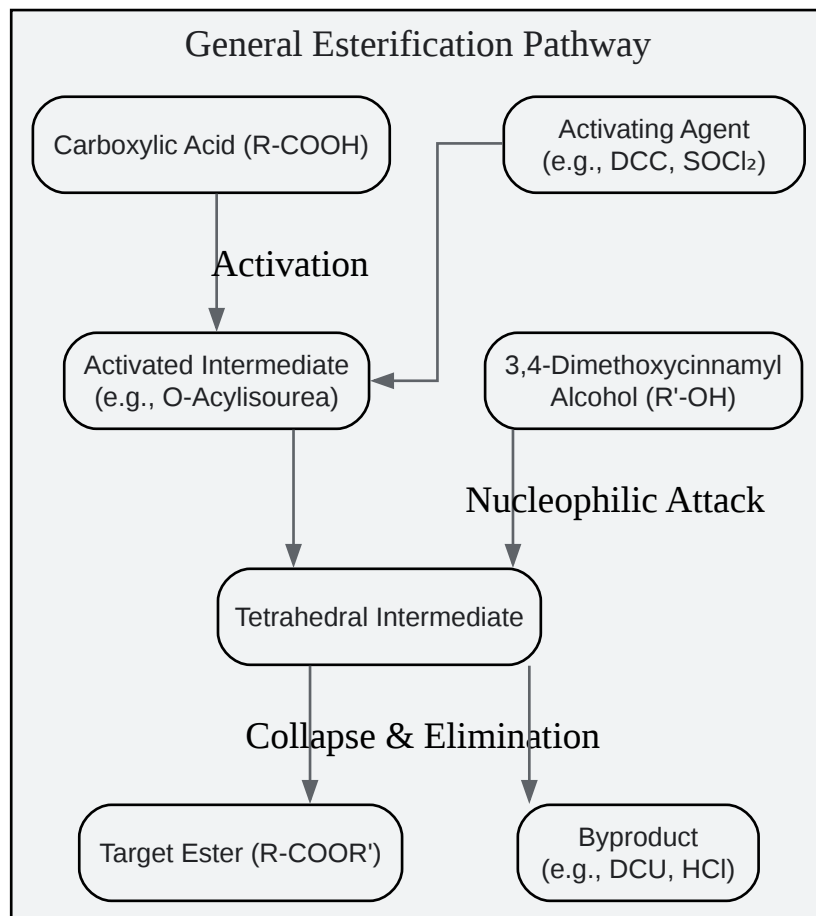 General Esterification Pathway
Carboxylic Acid (R-COOH)
Activating Agent
(e.g., DCC, SOCl₂)
Activation
Activated Intermediate
(e.g., O-Acylisourea)
3,4-Dimethoxycinnamyl
Alcohol (R'-OH)
Nucleophilic Attack
Tetrahedral Intermediate
Collapse & Elimination
Target Ester (R-COOR')
Byproduct
(e.g., DCU, HCl)